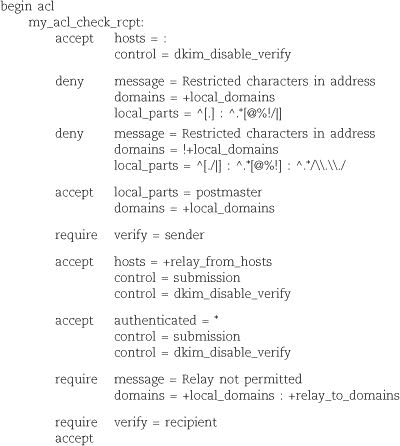 begin acl
my_acl_check_rcpt:
accept hosts = :
control = dkim_disable_verify
deny message = Restricted characters in address
domains = +local_domains
local_parts = ^[.] : ^.*[@%!/|]
deny message = Restricted characters in address
domains = !+local_domains
local_parts = ^[./|] : ^.*[@%!] : ^.*/\\.\\./
accept local_parts = postmaster
domains = +local_domains
require verify = sender
accept hosts = +relay_from_hosts
control = submission
control = dkim_disable_verify
accept authenticated = *
control = submission
control = dkim_disable_verify
require message = Relay not permitted
domains = +local_domains : +relay_to_domains
require verify = recipient
accept